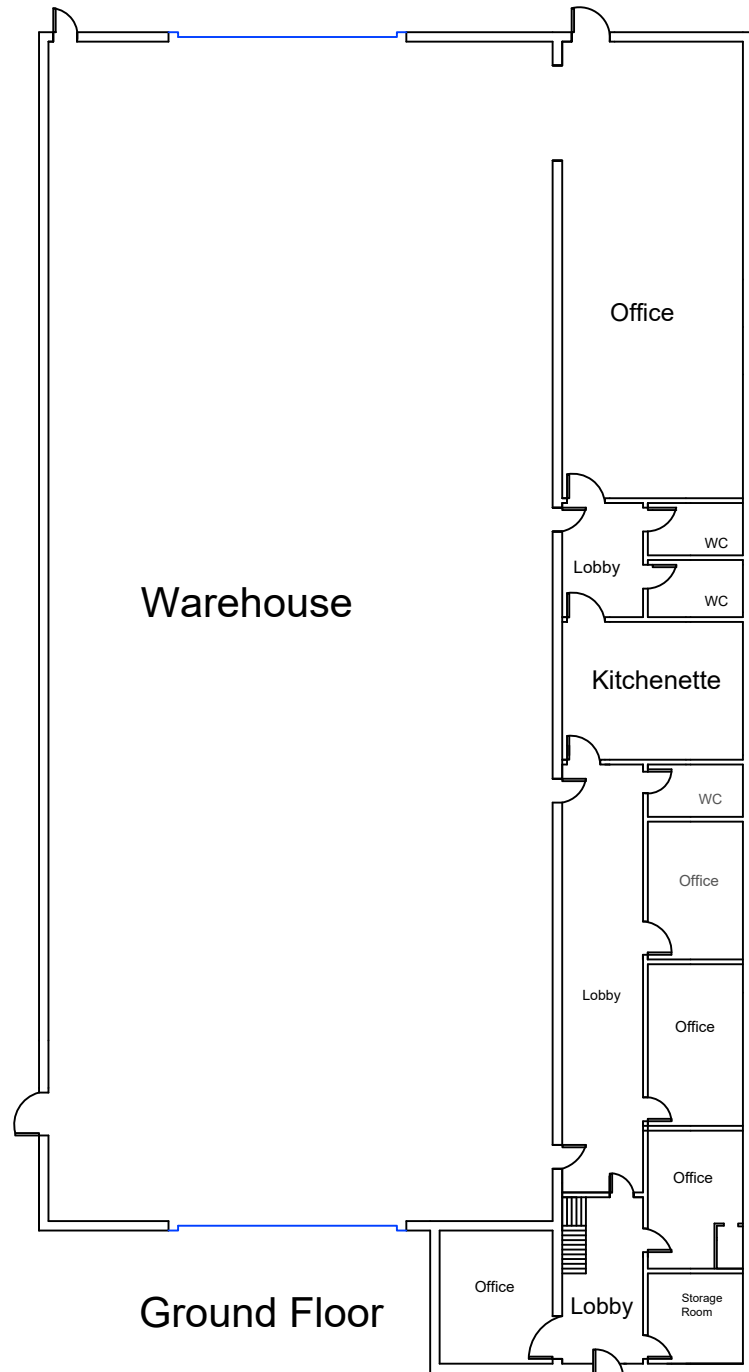 Office
WC
Lobby
WC
Warehouse
Kitchenette
WC
Office
Lobby
Office
Office
Office
Storage
Room
Lobby
Ground Floor